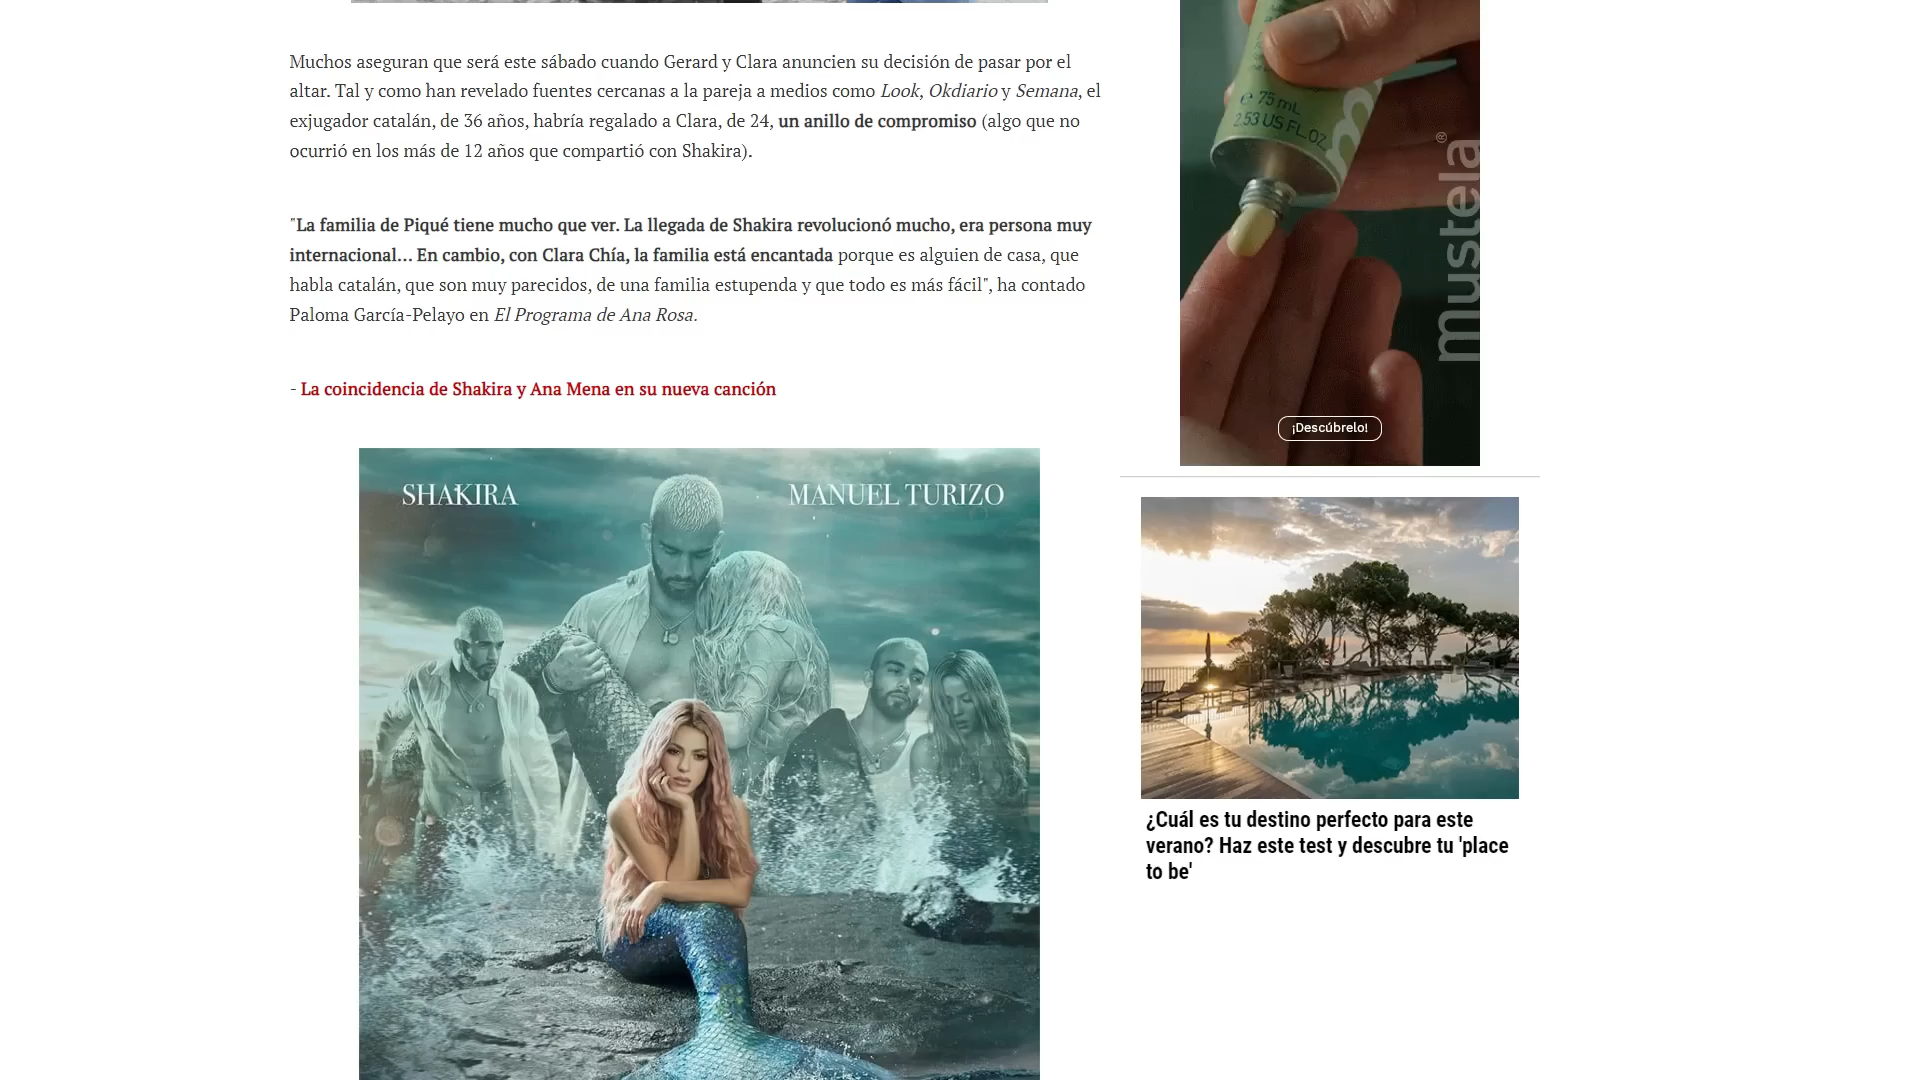 Muchos aseguran que será este sábado cuando Gerard y Clara anuncien su decisión de pasar por el
altar. Tal y como han revelado fuentes cercanas a la pareja a medios como Look, Okdiario y Semana, el
exjugador catalán, de 36 años, habría regalado a Clara, de 24, un anillo de compromiso (algo que no
ocurrió en los más de 12 años que compartió con Shakira).
"La familia de Piqué tiene mucho que ver. La llegada de Shakira revolucionó mucho, era persona muy
internacional... En cambio, con Clara Chía, la familia está encantada porque es alguien de casa, que
habla catalán, que son muy parecidos, de una familia estupenda y que todo es más fácil", ha contado
Paloma García-Pelayo en El Programa de Ana Rosa.
- La coincidencia de Shakira y Ana Mena en su nueva canción
SHAKIRA
MANUEL TURIZO
e 75 mL
2.53 US FL.OZ
mustela®
¡Descúbrelo!
¿Cuál es tu destino perfecto para este
verano? Haz este test y descubre tu 'place
to be'